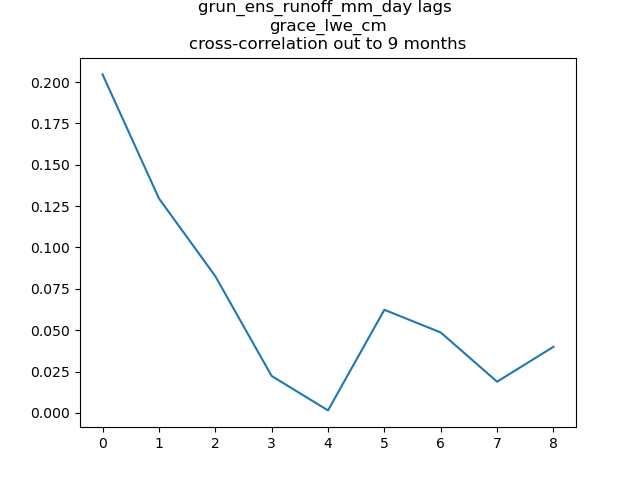 grun_ens_runoff_mm_day lags
grace_lwe_cm
cross-correlation out to 9 months
0.200
0.175
0.150
0.125
0.100
0.075
0.050
0.025
0.000
0 1 2 3 4 5 6 7 8